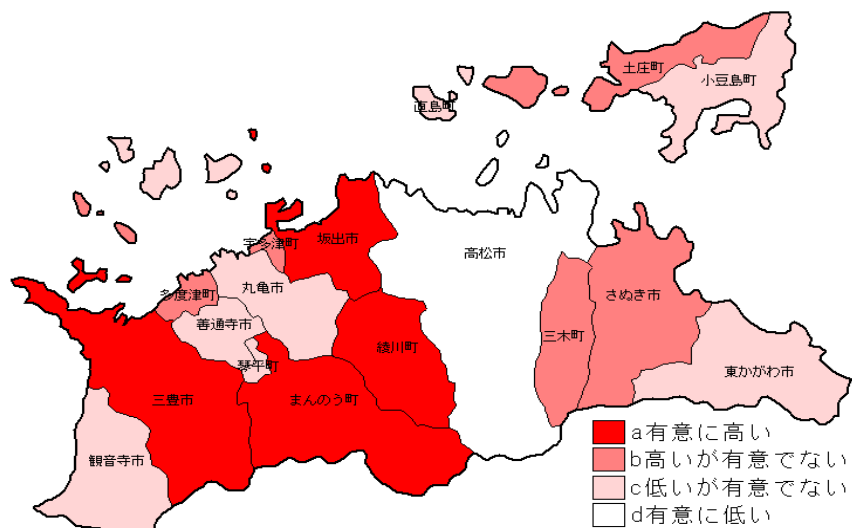 土庄町
小豆島町
直島町
宇多津町
坂出市
高松市
丸亀市
多度津町
さぬき市
善通寺市
三木町
綾川町
琴平町
東かがわ市
三豊市
まんのう町
観音寺市
a有意に高い
b高いが有意でない
c低いが有意でない
d有意に低い